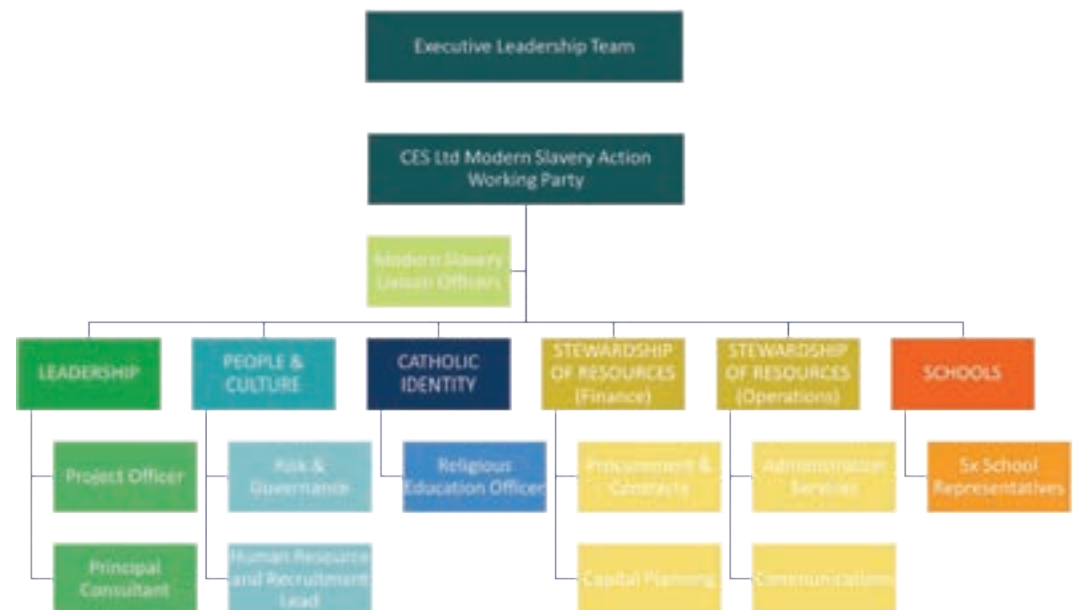 Executive Leadership Team
CES Ltd Modern Slavery Action
Working Party
Modern Slavery
Liaison Officers
LEADERSHIP
PEOPLE &
CULTURE
CATHOLIC
IDENTITY
STEWARDSHIP
OF RESOURCES
(Finance)
STEWARDSHIP
OF RESOURCES
(Operations)
SCHOOLS
Project Officer
Risk &
Governance
Religious
Education Officer
Procurement &
Contracts
Administration
Services
5x School
Representatives
Principal
Consultant
Human Resource
and Recruitment
Lead
Capital Planning
Communications